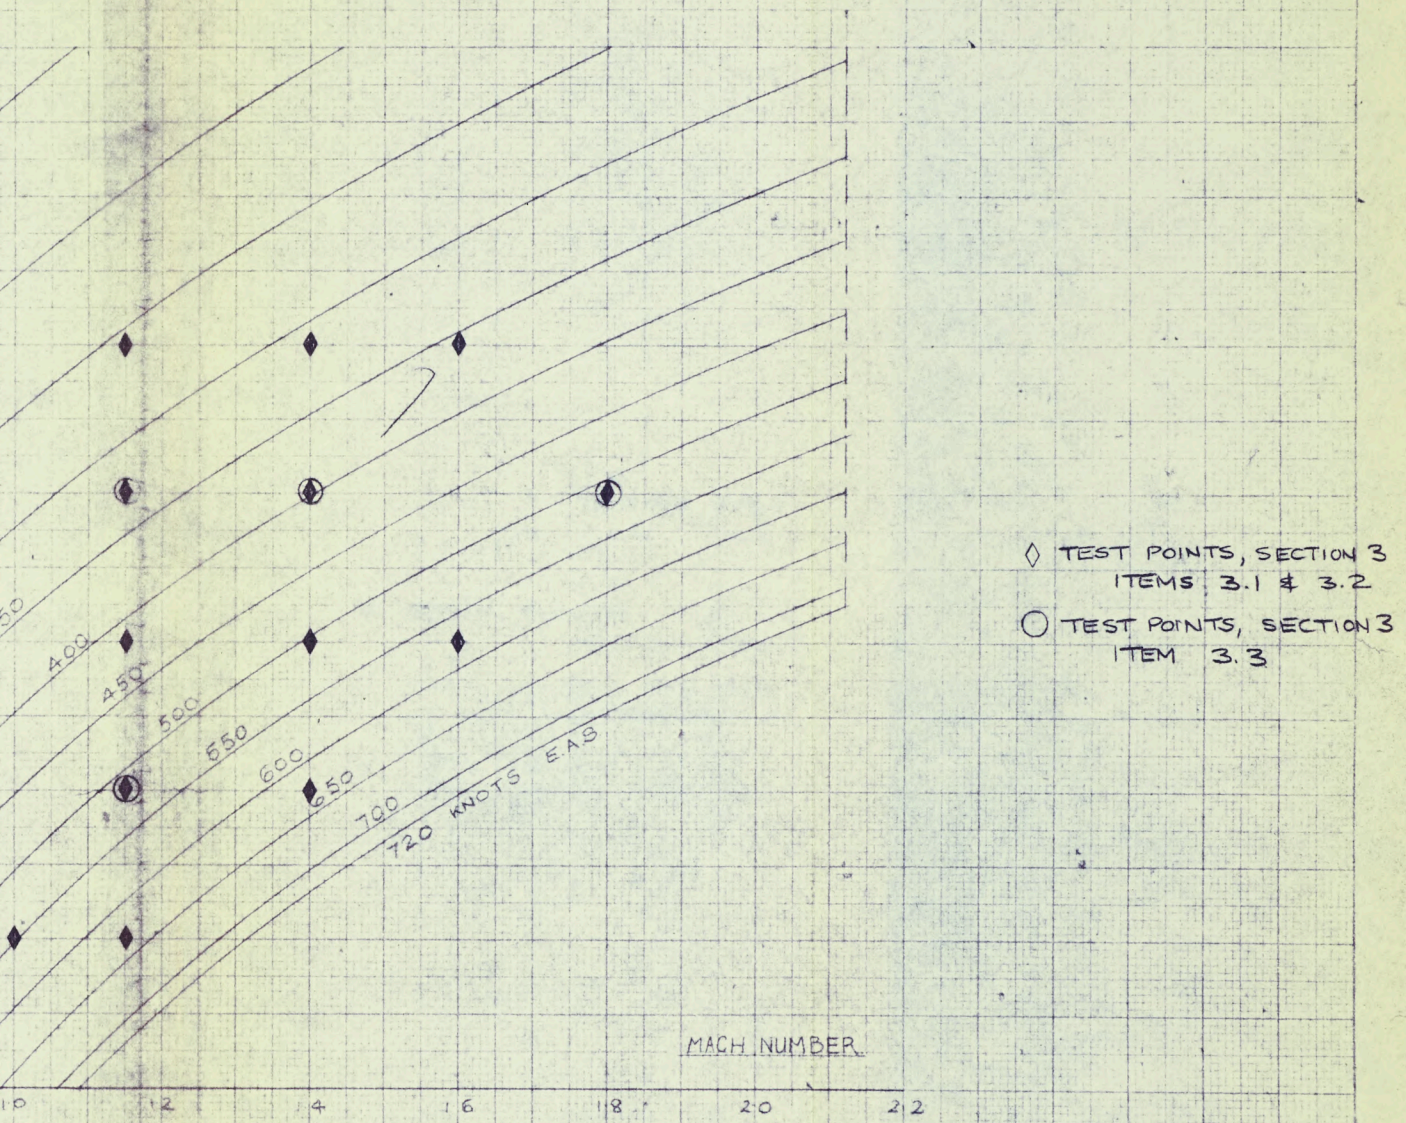 TEST POINTS, SECTION 3
ITEMS 3.1 & 3.2
TEST POINTS, SECTION 3
ITEM 3.3
50
400
450
500
550
600
650
700
720 KNOTS E.A.S
MACH NUMBER
1.0 1.2 1.4 1.6 1.8 2.0 2.2